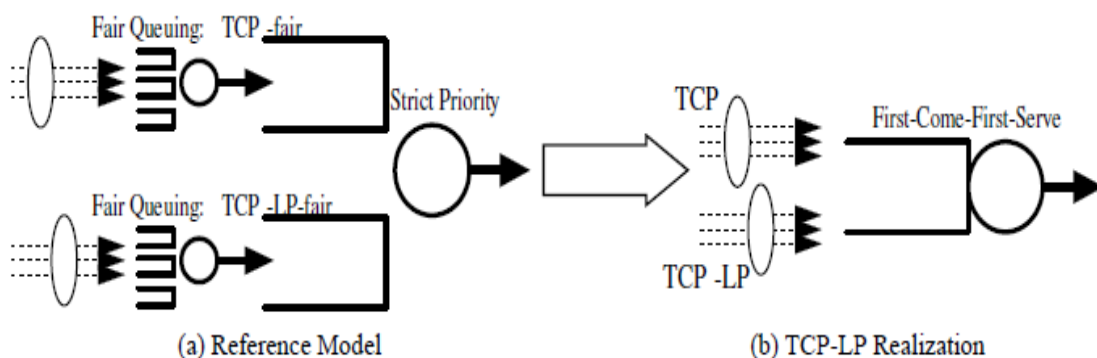 Fair Queuing: TCP -fair
Strict Priority
Fair Queuing: TCP -LP-fair
(a) Reference Model
TCP
First-Come-First-Serve
TCP -LP
(b) TCP-LP Realization